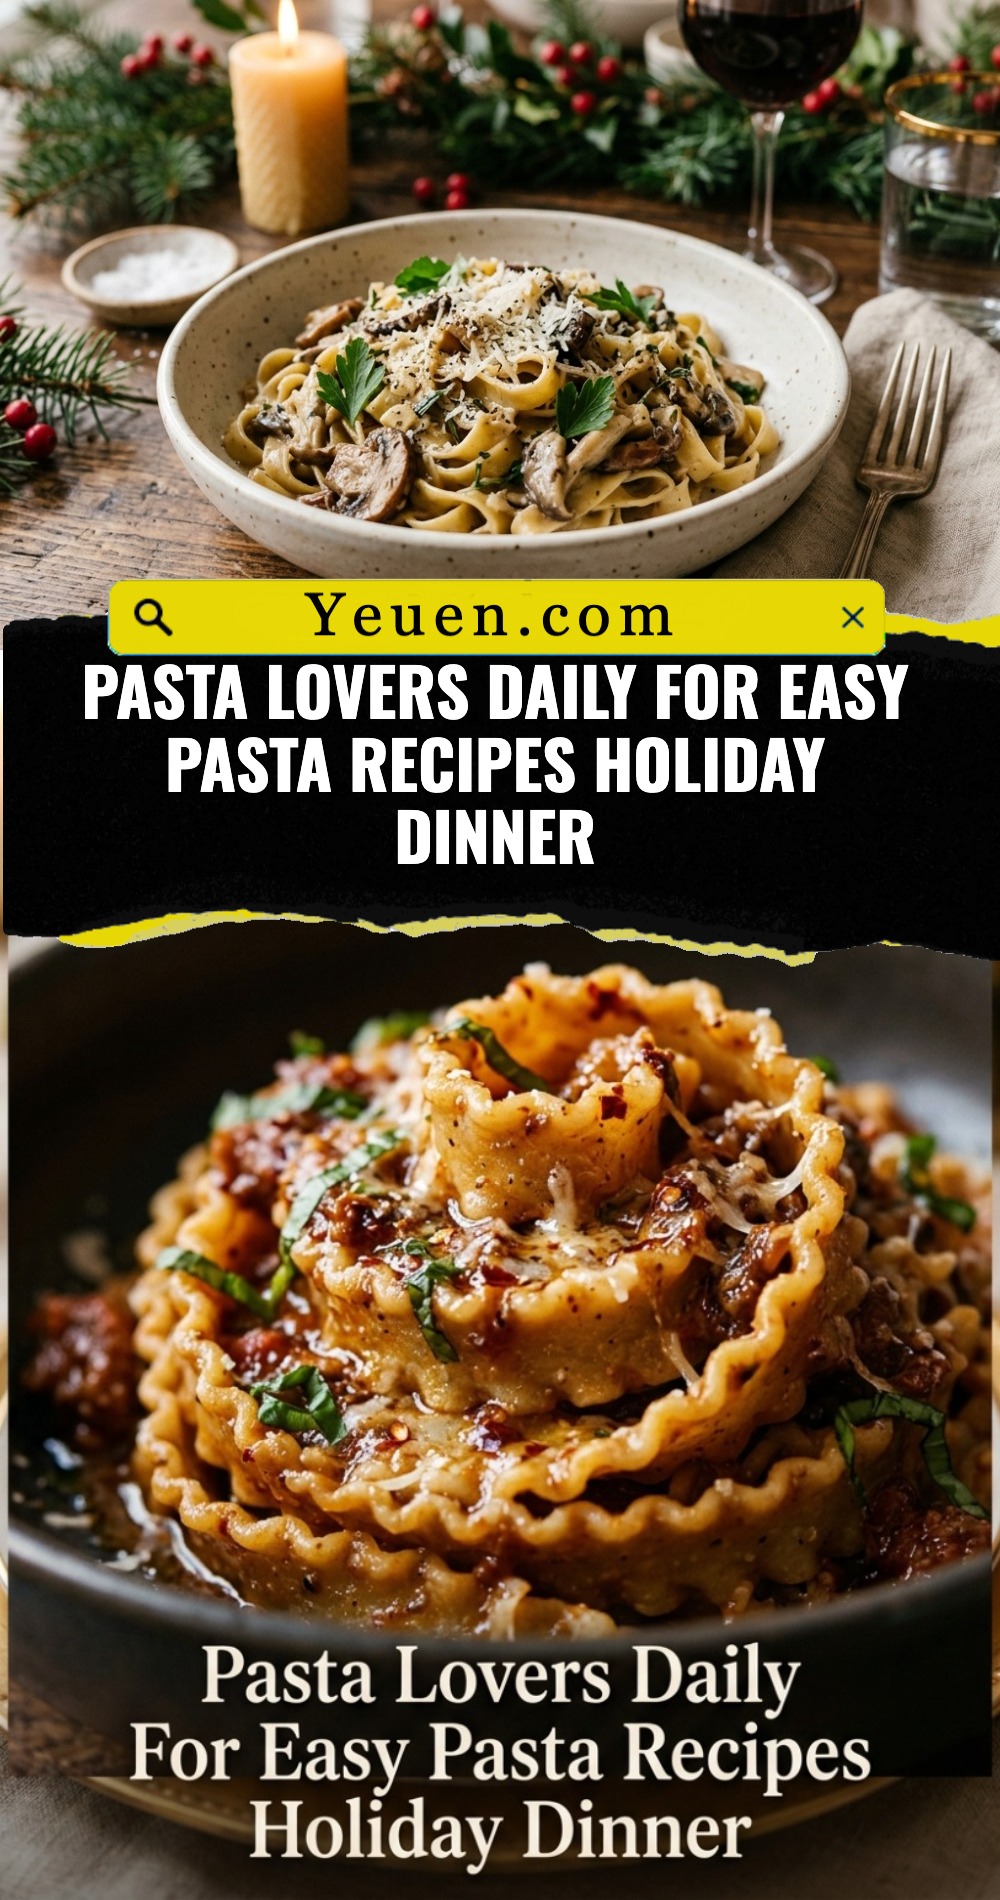 Yeuen.com
PASTA LOVERS DAILY FOR EASY
PASTA RECIPES HOLIDAY
DINNER
Pasta Lovers Daily
For Easy Pasta Recipes
Holiday Dinner